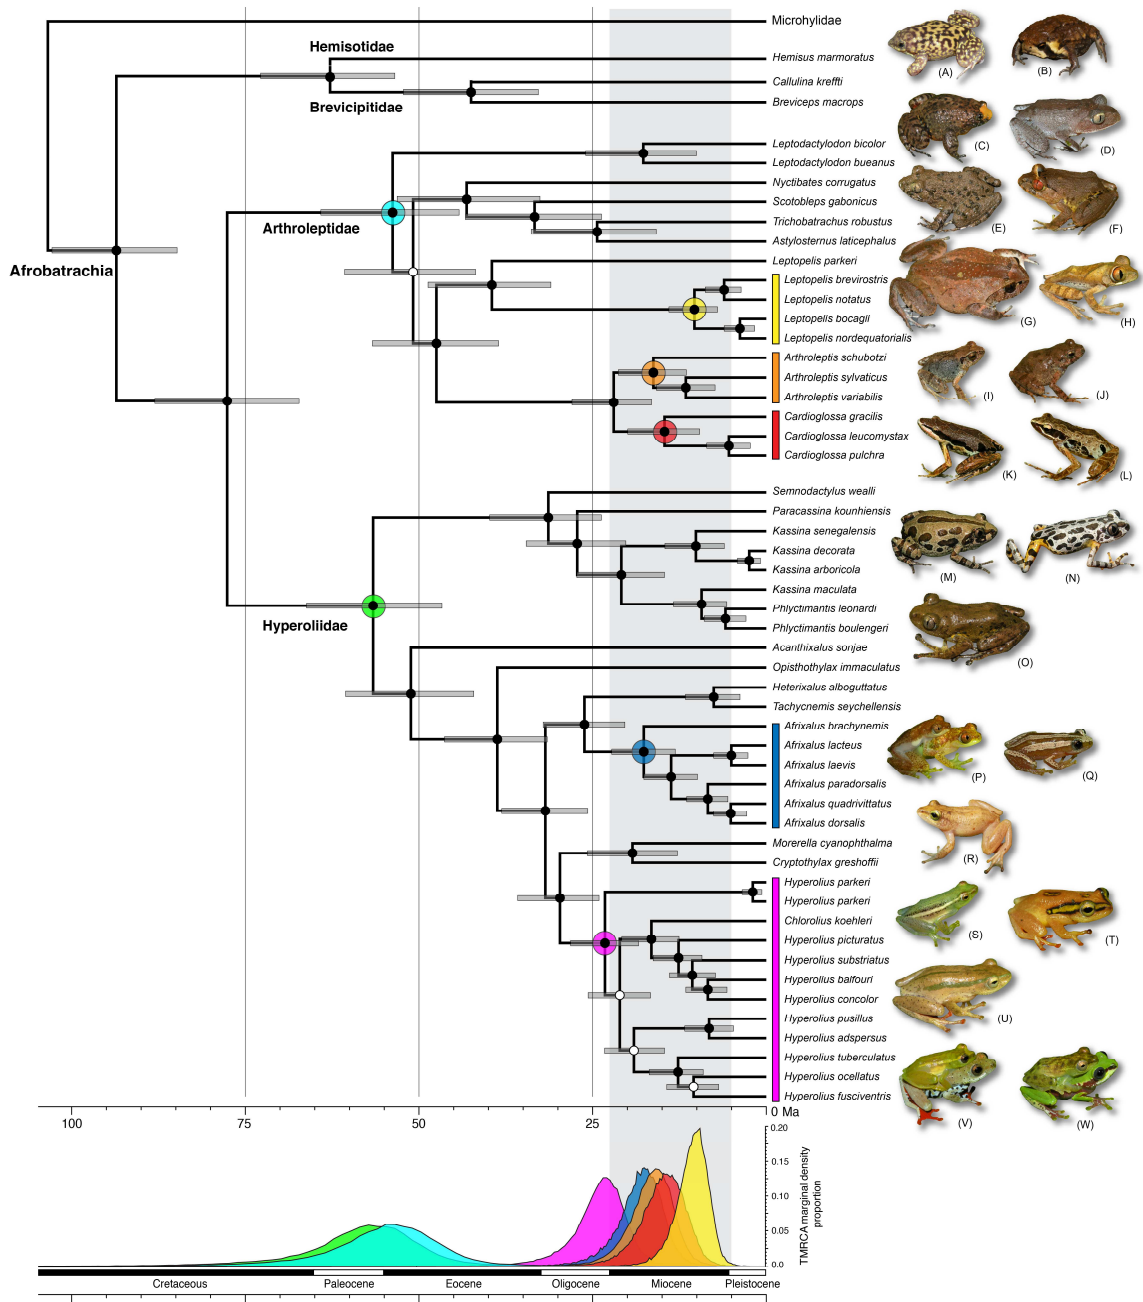 Microhylidae
Hemisotidae
Hemisus marmoratus
(A)
(B)
Callulina kreffti
Brevicipitidae
Breviceps macrops
Leptodactylodon bicolor
(C)
(D)
Leptodactylodon bueanus
Nyctibates corrugatus
Scotobleps gabonicus
Trichobatrachus robustus
(E)
(F)
Arthroleptidae
Astylosternus laticephalus
Leptopelis parkeri
Afrobatrachia
Leptopelis brevirostris
Leptopelis notatus
Leptopelis bocagii
(G)
(H)
Leptopelis nordequatorialis
Arthroleptis schubotzi
Arthroleptis sylvaticus
Arthroleptis variabilis
(I)
(J)
Cardioglossa gracilis
Cardioglossa leucomystax
Cardioglossa pulchra
(K)
(L)
Semnodactylus wealli
Paracassina kounhiensis
Kassina senegalensis
Kassina decorata
Kassina arboricola
(M)
(N)
Kassina maculata
Phlyctimantis leonardi
Hyperoliidae
Phlyctimantis boulengeri
Acanthixalus sonjae
(O)
Opisthothylax immaculatus
Heterixalus alboguttatus
Tachycnemis seychellensis
Afrixalus brachynemis
Afrixalus lacteus
Afrixalus laevis
(P)
(Q)
Afrixalus paradorsalis
Afrixalus quadrivittatus
Afrixalus dorsalis
Morerella cyanophthalma
Cryptothylax greshoffii
(R)
Hyperolius parkeri
Hyperolius parkeri
Chlorolius koehleri
(S)
(T)
Hyperolius picturatus
Hyperolius substriatus
Hyperolius balfouri
Hyperolius concolor
Hyperolius pusillus
(U)
Hyperolius adspersus
Hyperolius tuberculatus
Hyperolius ocellatus
Hyperolius fusciventris
(V)
(W)
100
75
50
25
0 Ma
0.20
0.15
0.10
0.05
0.0
TMRCA marginal density
proportion
Cretaceous
Paleocene
Eocene
Oligocene
Miocene
Pleistocene